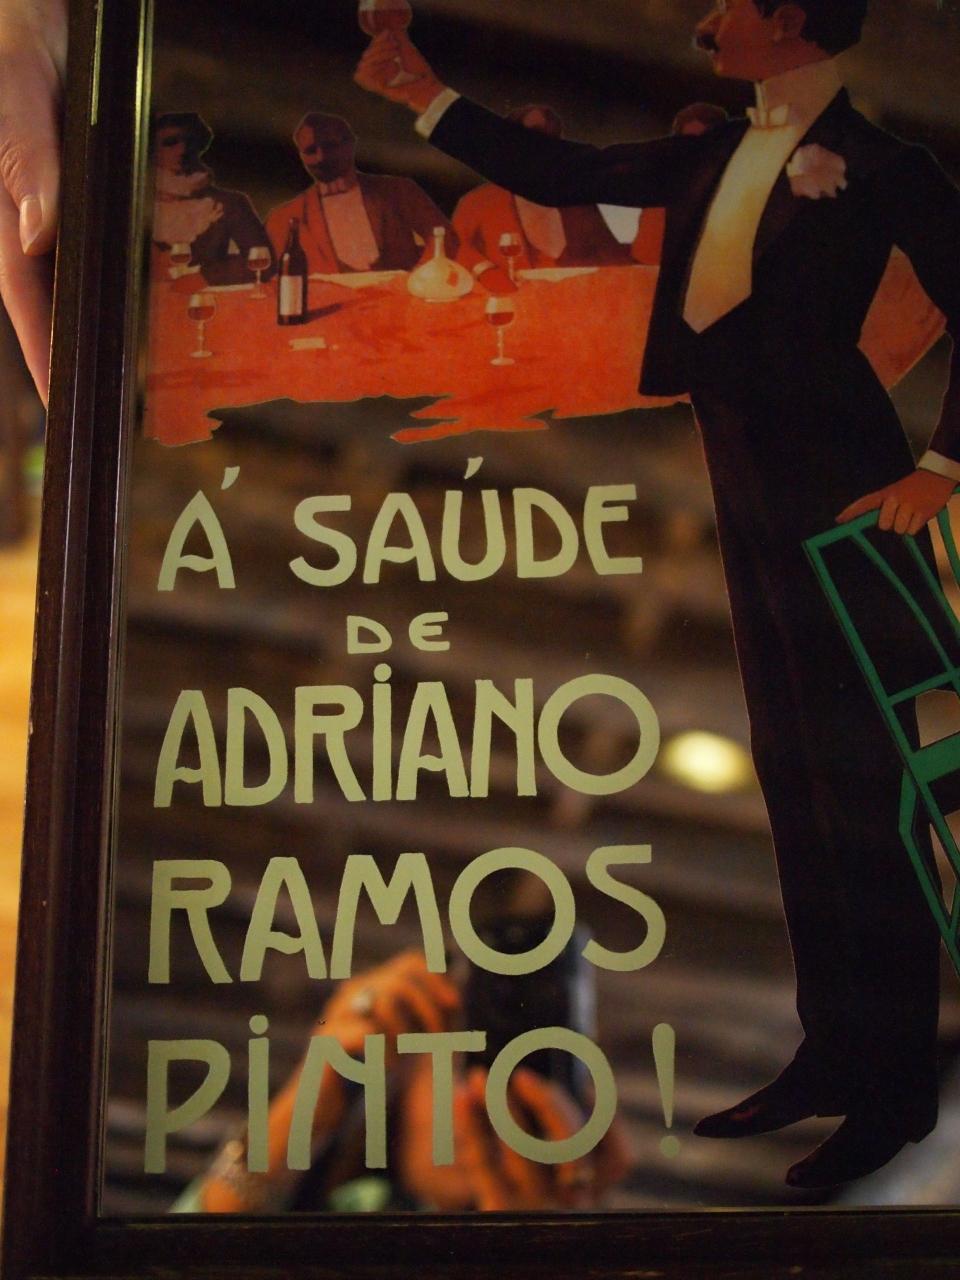 Á SAÚDE
DE
ADRIANO
RAMOS
PINTO!